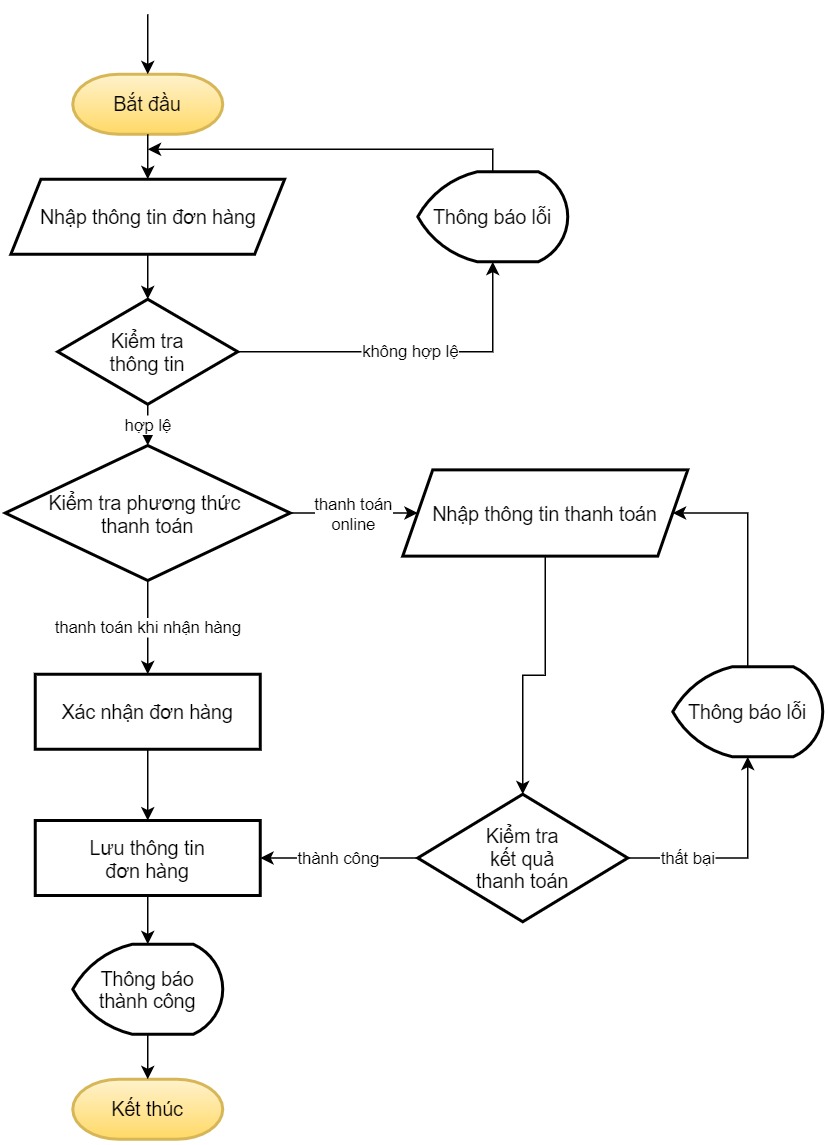 Bắt đầu
Nhập thông tin đơn hàng
Thông báo lỗi
Kiểm tra
thông tin
không hợp lệ
hợp lệ
Kiểm tra phương thức
thanh toán
thanh toán
online
Nhập thông tin thanh toán
thanh toán khi nhận hàng
Xác nhận đơn hàng
Thông báo lỗi
Lưu thông tin
đơn hàng
thành công
Kiểm tra
kết quả
thanh toán
thất bại
Thông báo
thành công
Kết thúc